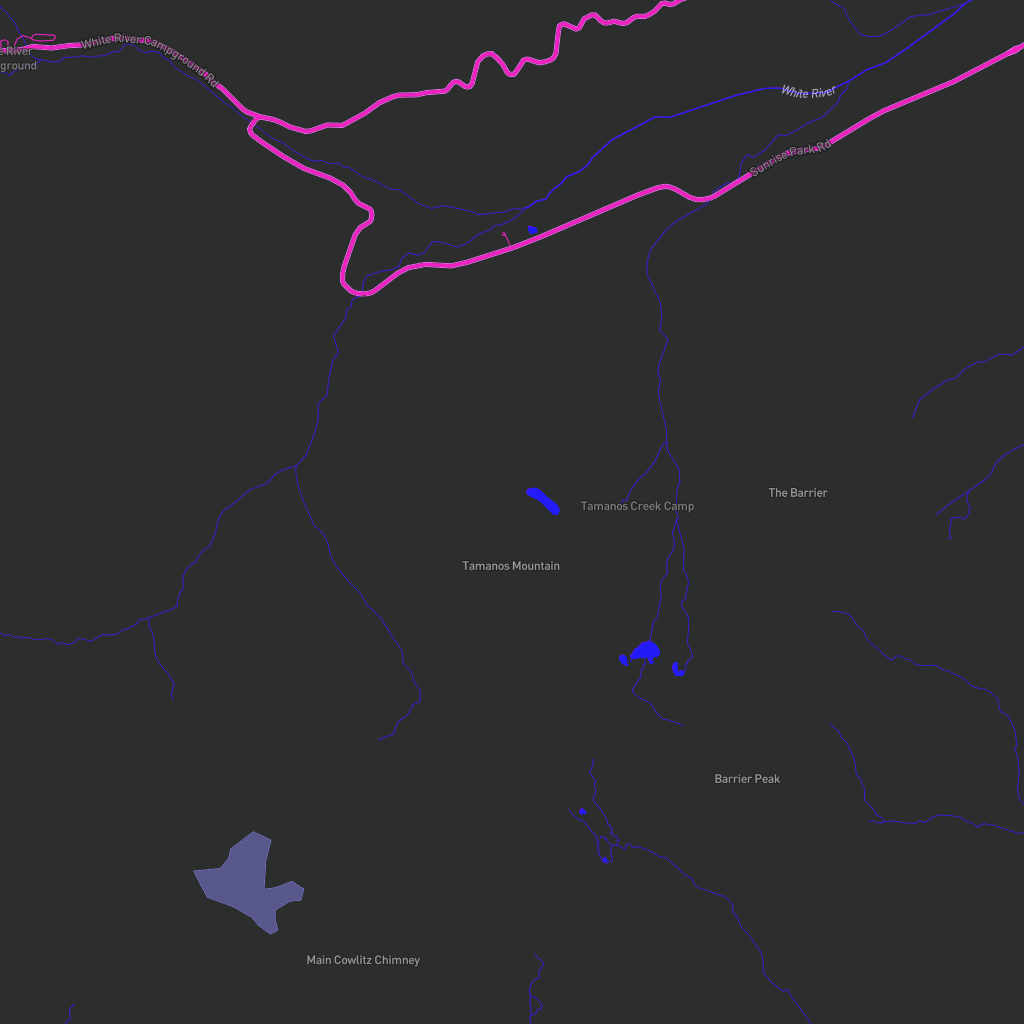 White River Campground Rd
River
ground
White River
Sunrise Park Rd
The Barrier
Tamanos Creek Camp
Tamanos Mountain
Barrier Peak
Main Cowlitz Chimney